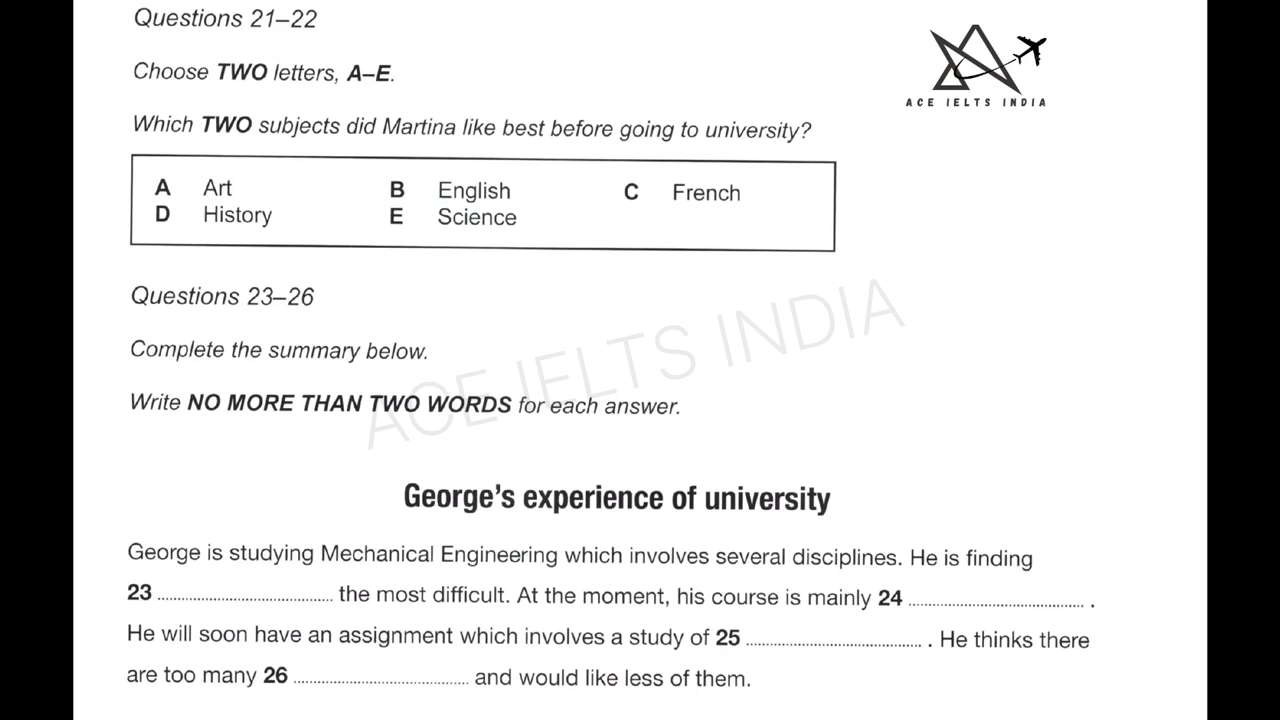 Questions 21–22
Choose TWO letters, A–E.
ACE IELTS INDIA
Which TWO subjects did Martina like best before going to university?
A Art B English C French
D History E Science
Questions 23–26
Complete the summary below.
Write NO MORE THAN TWO WORDS for each answer.
ACE IELTS INDIA
George's experience of university
George is studying Mechanical Engineering which involves several disciplines. He is finding
23 .................................. the most difficult. At the moment, his course is mainly 24 .................................. .
He will soon have an assignment which involves a study of 25 .................................. . He thinks there
are too many 26 .................................. and would like less of them.